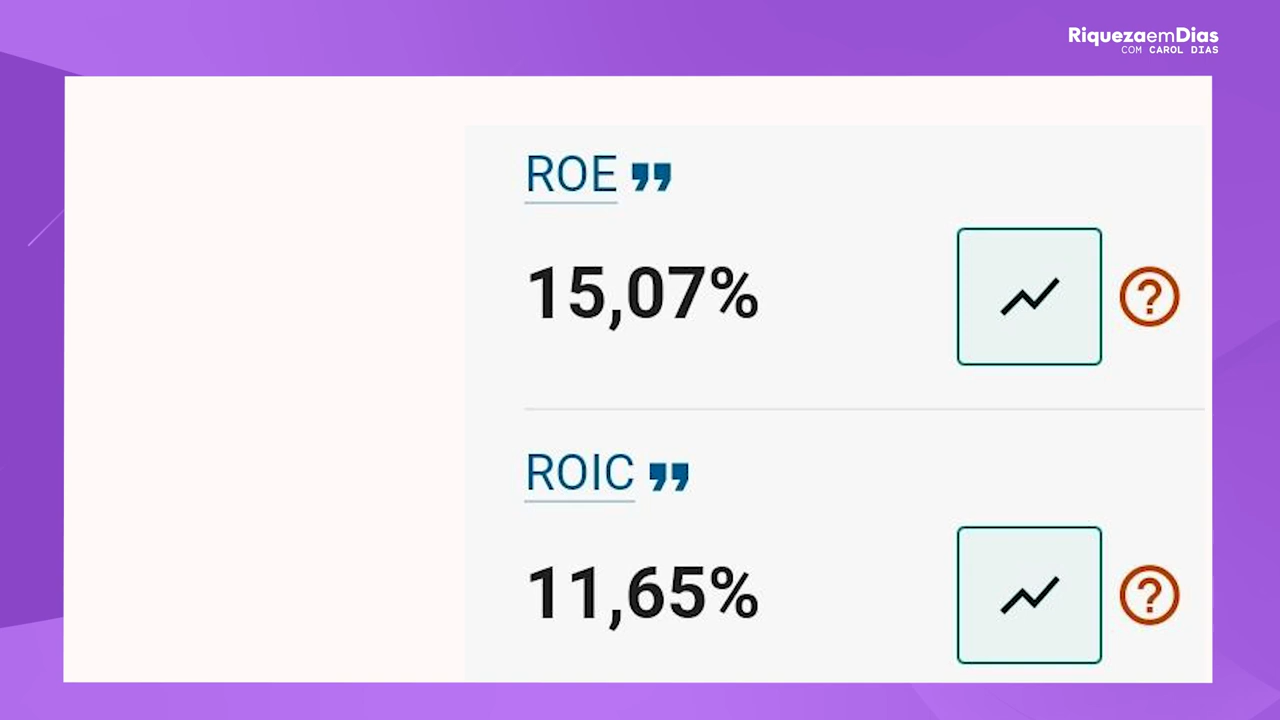 RiquezaemDias
COM CAROL DIAS
ROE
15,07%
ROIC
11,65%